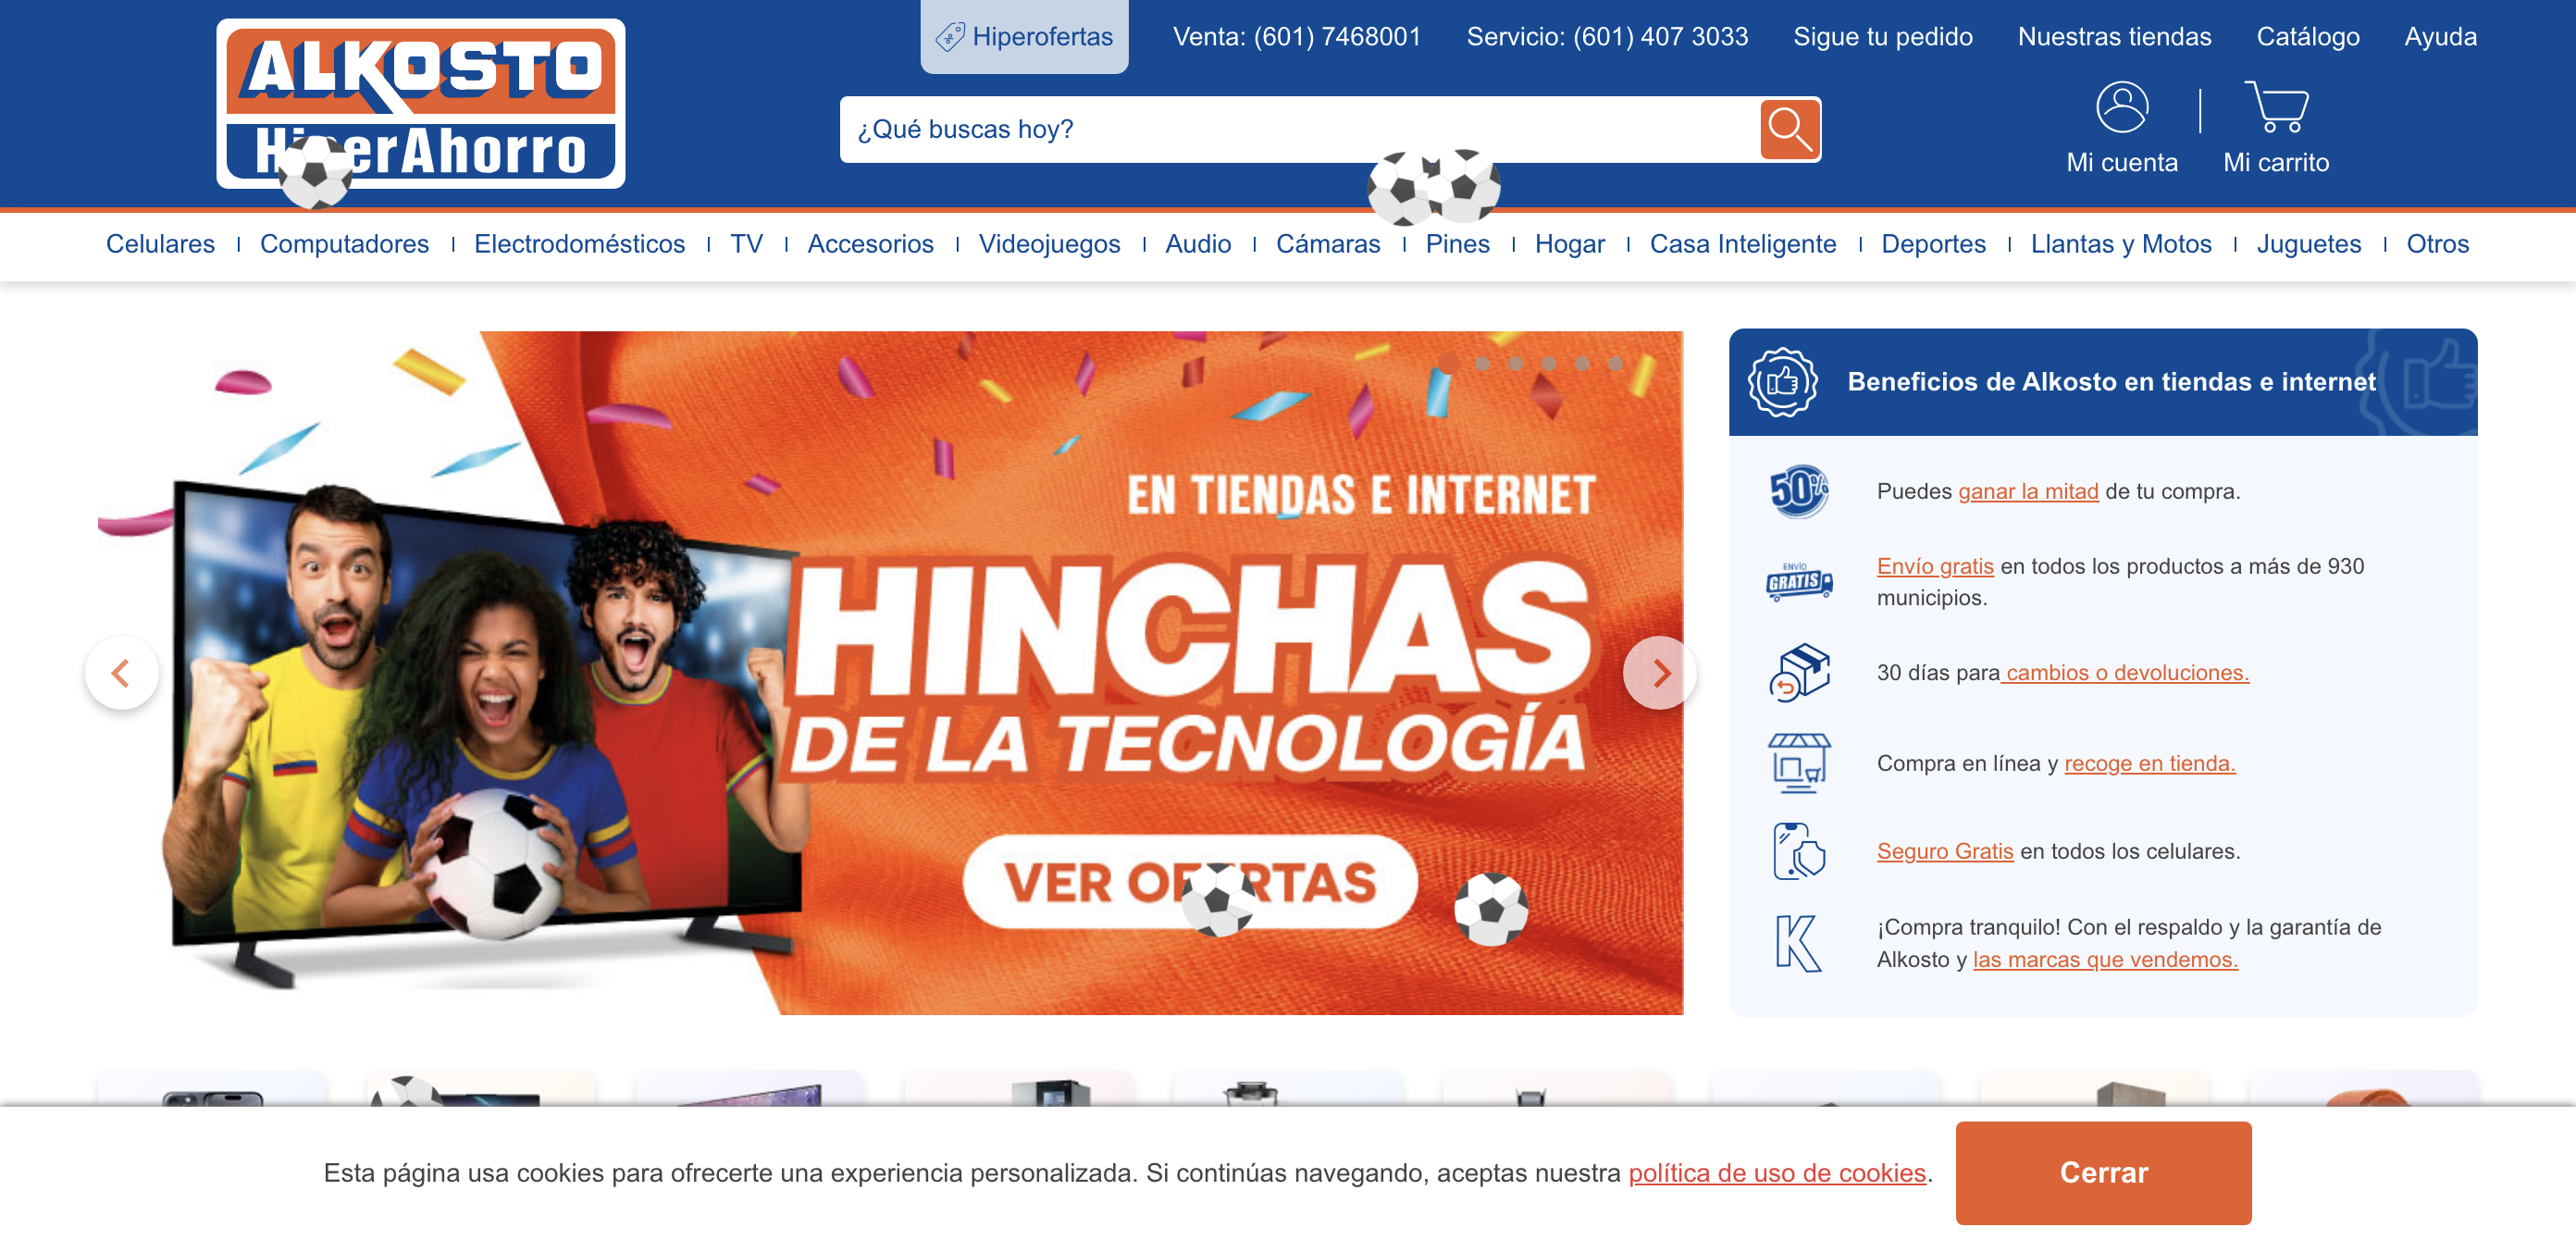 ALKOSTO
HiperAhorro
Hiperofertas
Venta: (601) 7468001
Servicio: (601) 407 3033
Sigue tu pedido
Nuestras tiendas
Catálogo
Ayuda
¿Qué buscas hoy?
Mi cuenta
Mi carrito
Celulares
Computadores
Electrodomésticos
TV
Accesorios
Videojuegos
Audio
Cámaras
Pines
Hogar
Casa Inteligente
Deportes
Llantas y Motos
Juguetes
Otros
EN TIENDAS E INTERNET
HINCHAS
DE LA TECNOLOGÍA
VER OFERTAS
Beneficios de Alkosto en tiendas e internet
50%
Puedes ganar la mitad de tu compra.
ENVÍO
GRATIS
Envío gratis en todos los productos a más de 930
municipios.
30 días para cambios o devoluciones.
Compra en línea y recoge en tienda.
Seguro Gratis en todos los celulares.
K
¡Compra tranquilo! Con el respaldo y la garantía de
Alkosto y las marcas que vendemos.
Esta página usa cookies para ofrecerte una experiencia personalizada. Si continúas navegando, aceptas nuestra política de uso de cookies.
Cerrar